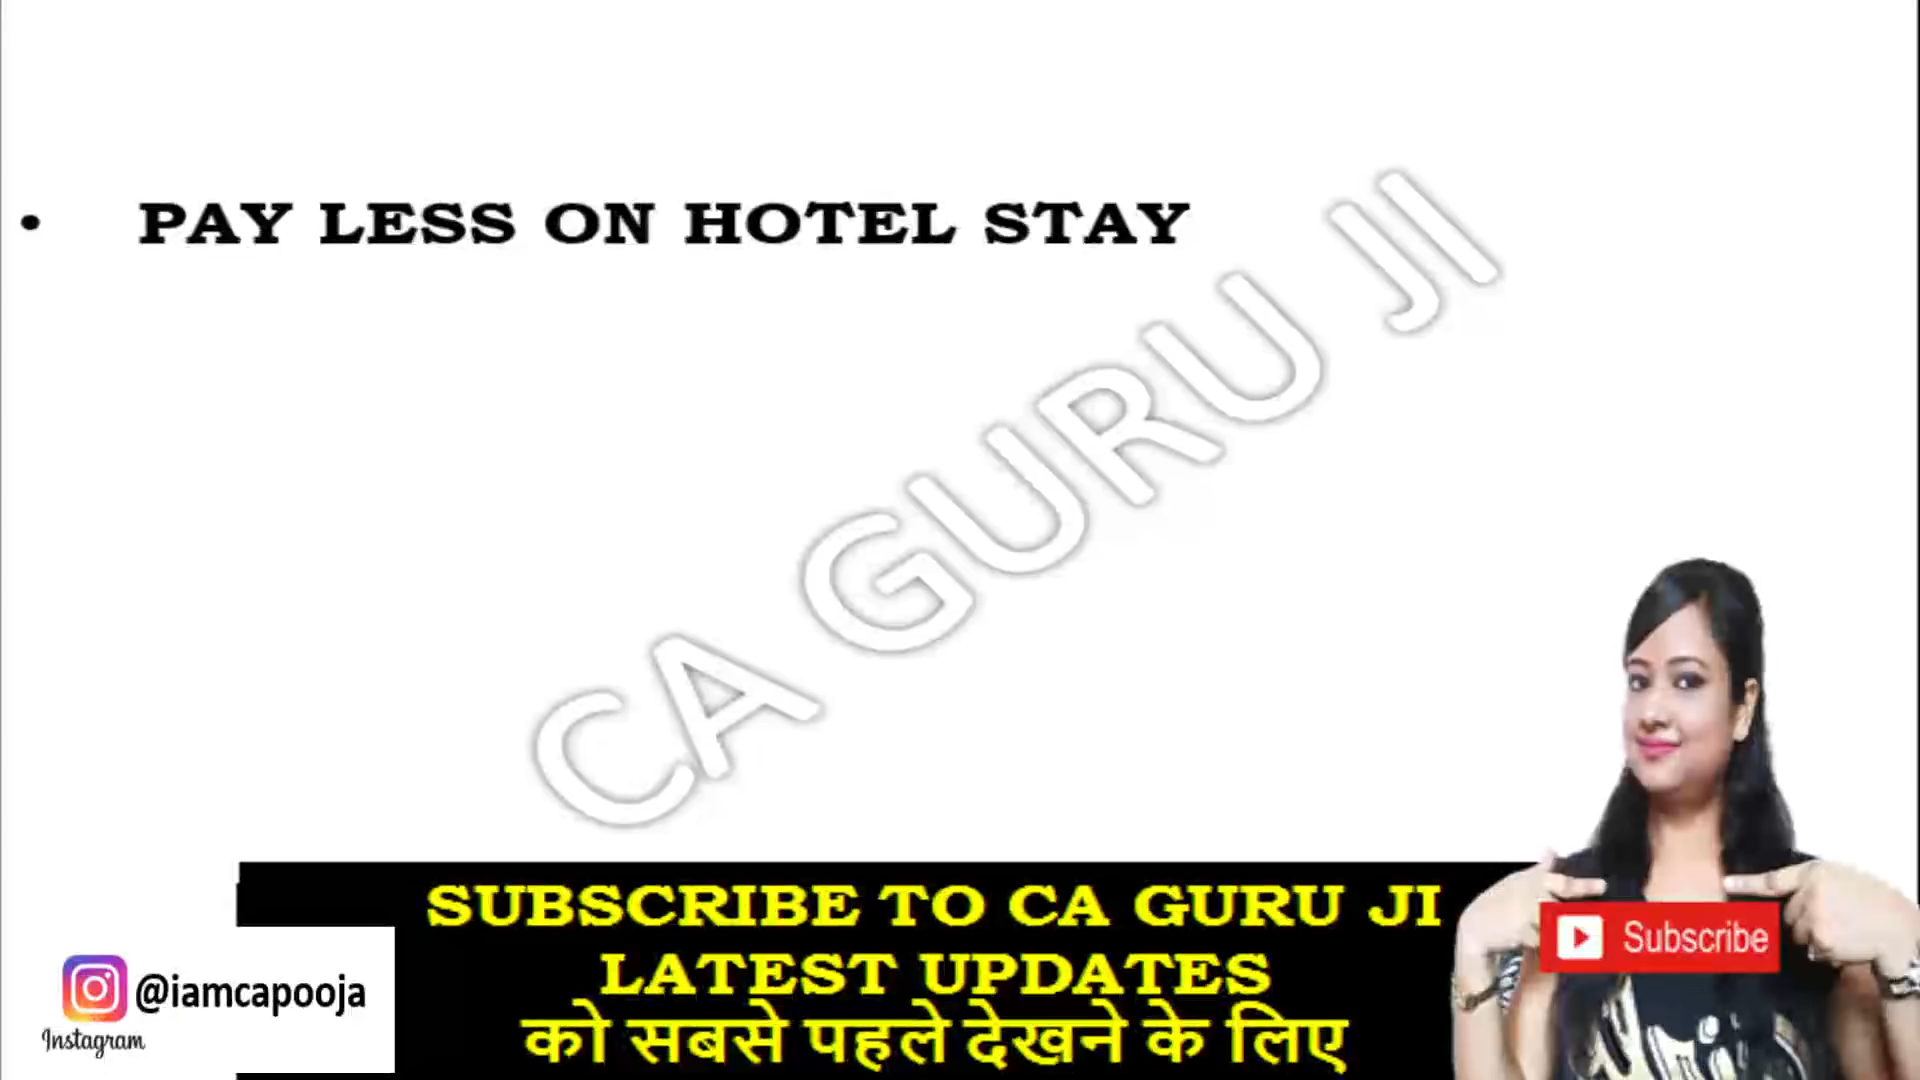 • PAY LESS ON HOTEL STAY
CA GURU JI
SUBSCRIBE TO CA GURU JI
LATEST UPDATES
को सबसे पहले देखने के लिए
@iamcapooja
Instagram
Subscribe